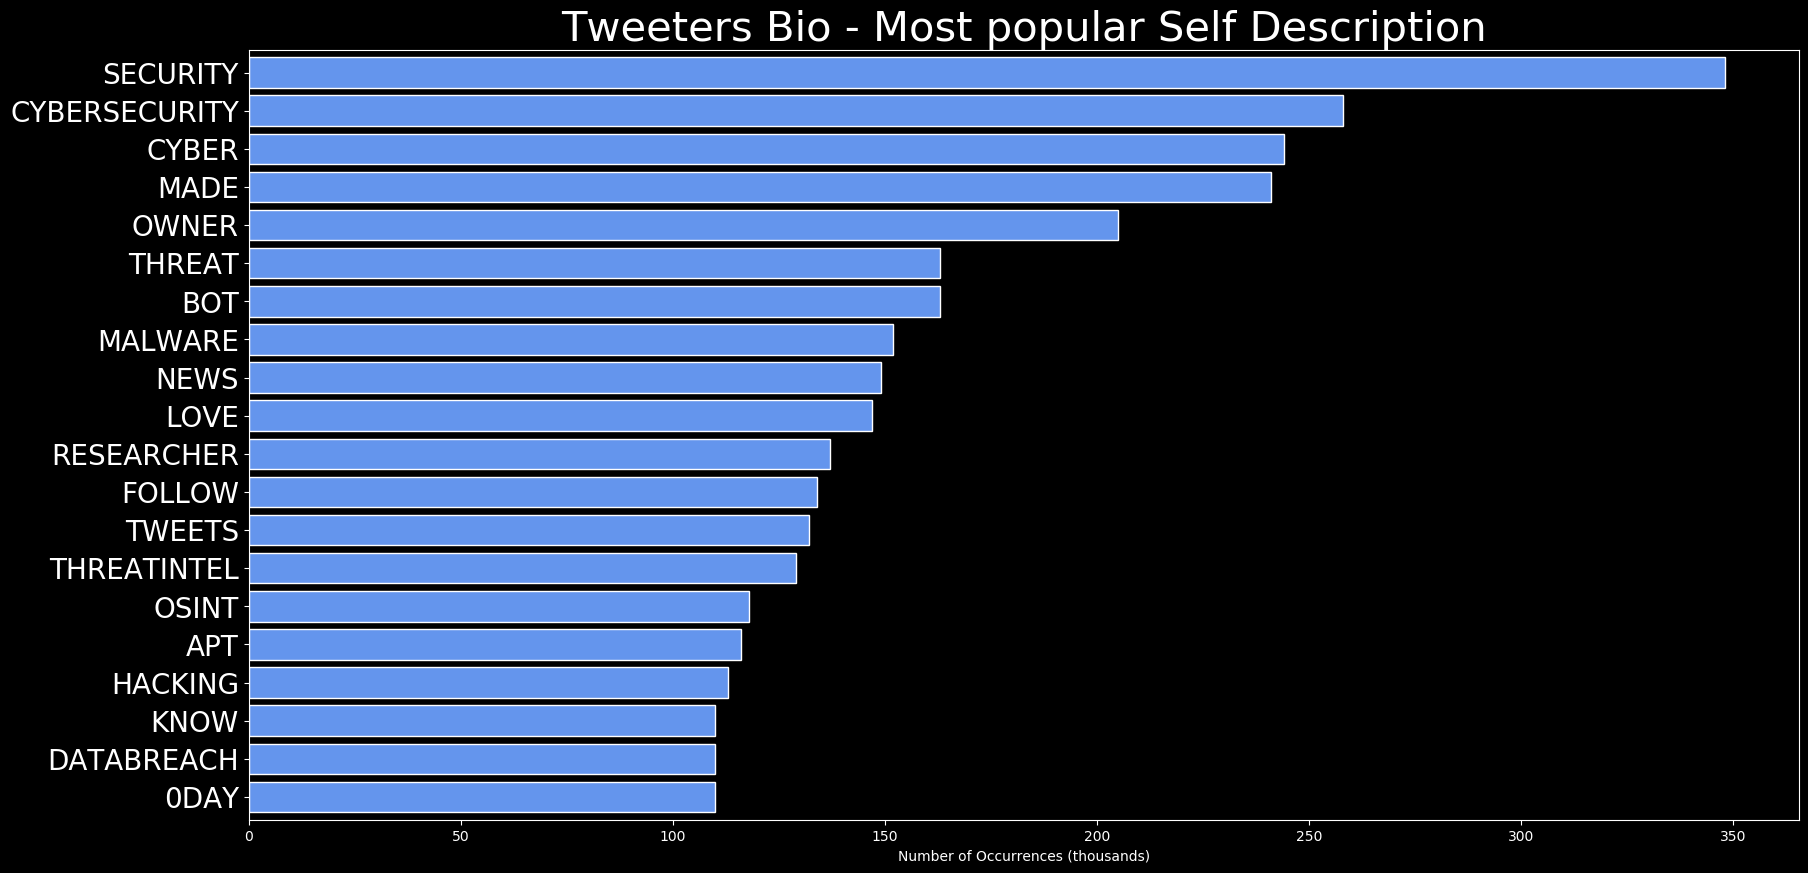 Tweeters Bio - Most popular Self Description
SECURITY
CYBERSECURITY
CYBER
MADE
OWNER
THREAT
BOT
MALWARE
NEWS
LOVE
RESEARCHER
FOLLOW
TWEETS
THREATINTEL
OSINT
APT
HACKING
KNOW
DATABREACH
0DAY
0 50 100 150 200 250 300 350
Number of Occurrences (thousands)